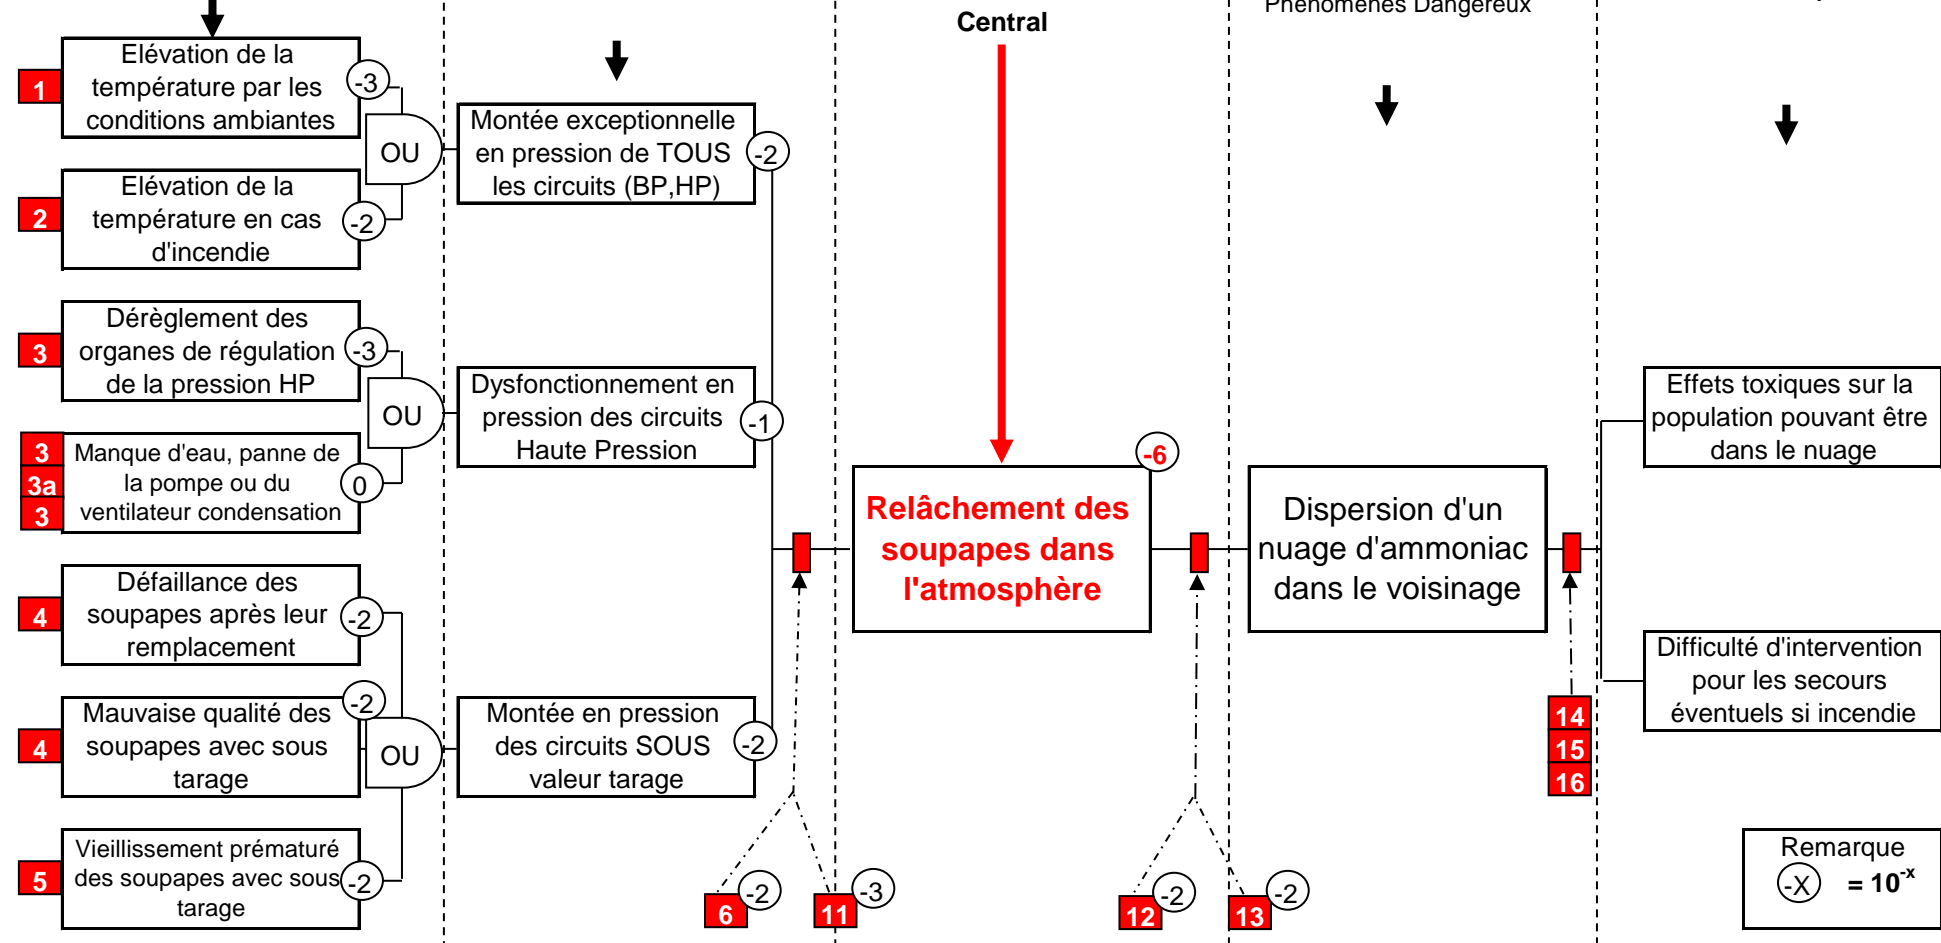 Central
Phénomènes Dangereux
1
Elévation de la
température par les
conditions ambiantes
-3
OU
2
Elévation de la
température en cas
d'incendie
-2
Montée exceptionnelle
en pression de TOUS
les circuits (BP,HP)
-2
3
Dérèglement des
organes de régulation
de la pression HP
-3
OU
3
3a
3
Manque d'eau, panne de
la pompe ou du
ventilateur condensation
0
Dysfonctionnement en
pression des circuits
Haute Pression
-1
4
Défaillance des
soupapes après leur
remplacement
-2
4
Mauvaise qualité des
soupapes avec sous
tarage
-2
OU
5
Vieillissement prématuré
des soupapes avec sous
tarage
-2
Montée en pression
des circuits SOUS
valeur tarage
-2
6
-2
11
-3
-6
Relâchement des
soupapes dans
l'atmosphère
12
-2
13
-2
Dispersion d'un
nuage d'ammoniac
dans le voisinage
14
15
16
Effets toxiques sur la
population pouvant être
dans le nuage
Difficulté d'intervention
pour les secours
éventuels si incendie
Remarque
-X = 10-x